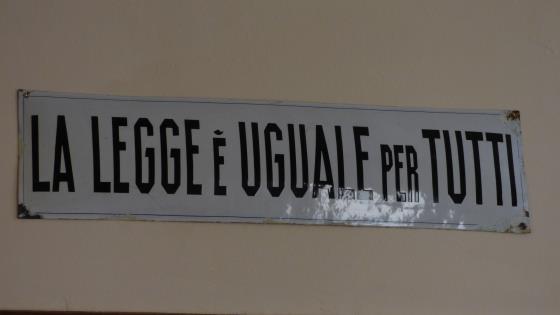 LA LEGGE È UGUALE PER TUTTI